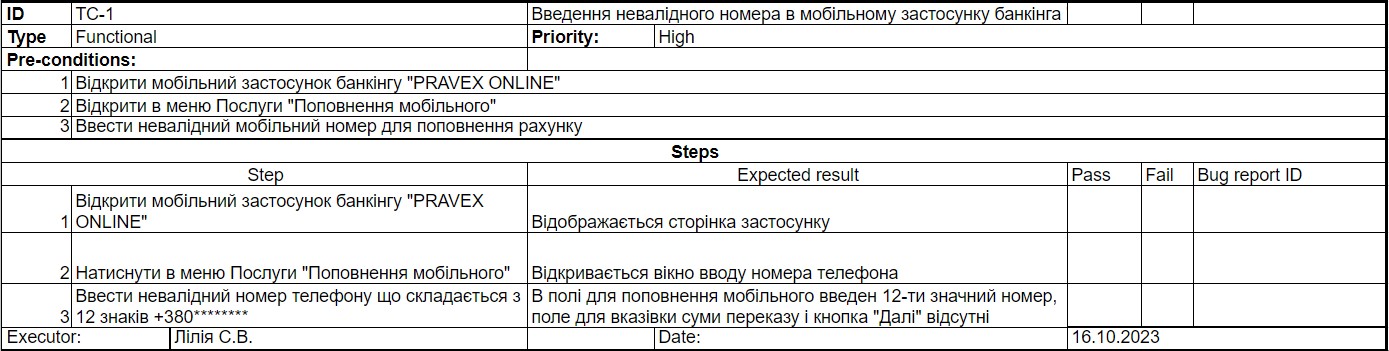 ID TC-1 Введення невалідного номера в мобільному застосунку банкінга
Type Functional Priority: High
Pre-conditions:
1 Відкрити мобільний застосунок банкінгу "PRAVEX ONLINE"
2 Відкрити в меню Послуги "Поповнення мобільного"
3 Ввести невалідний мобільний номер для поповнення рахунку
Steps
Step Expected result Pass Fail Bug report ID
Відкрити мобільний застосунок банкінгу "PRAVEX
1 ONLINE" Відображається сторінка застосунку
2 Натиснути в меню Послуги "Поповнення мобільного" Відкривається вікно вводу номера телефона
Ввести невалідний номер телефону що складається з В полі для поповнення мобільного введен 12-ти значний номер,
3 12 знаків +380******** поле для вказівки суми переказу і кнопка "Далі" відсутні
Executor: Лілія С.В. Date: 16.10.2023